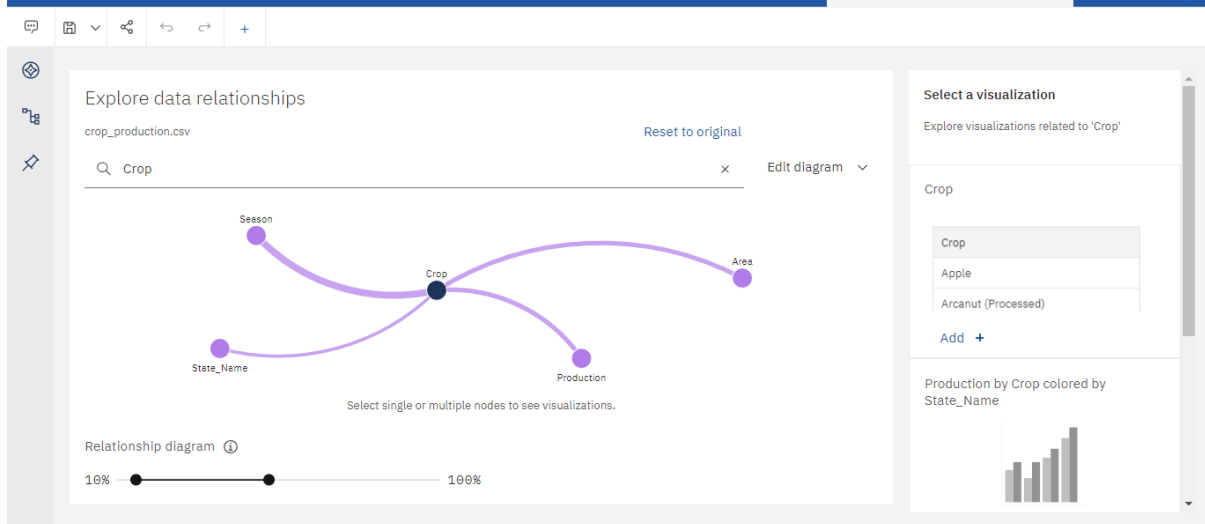 Explore data relationships
crop_production.csv
Reset to original
Crop
Edit diagram
Season
Crop
Area
State_Name
Production
Select single or multiple nodes to see visualizations.
Relationship diagram
10%
100%
Select a visualization
Explore visualizations related to 'Crop'
Crop
Crop
Apple
Arcanut (Processed)
Add +
Production by Crop colored by
State_Name